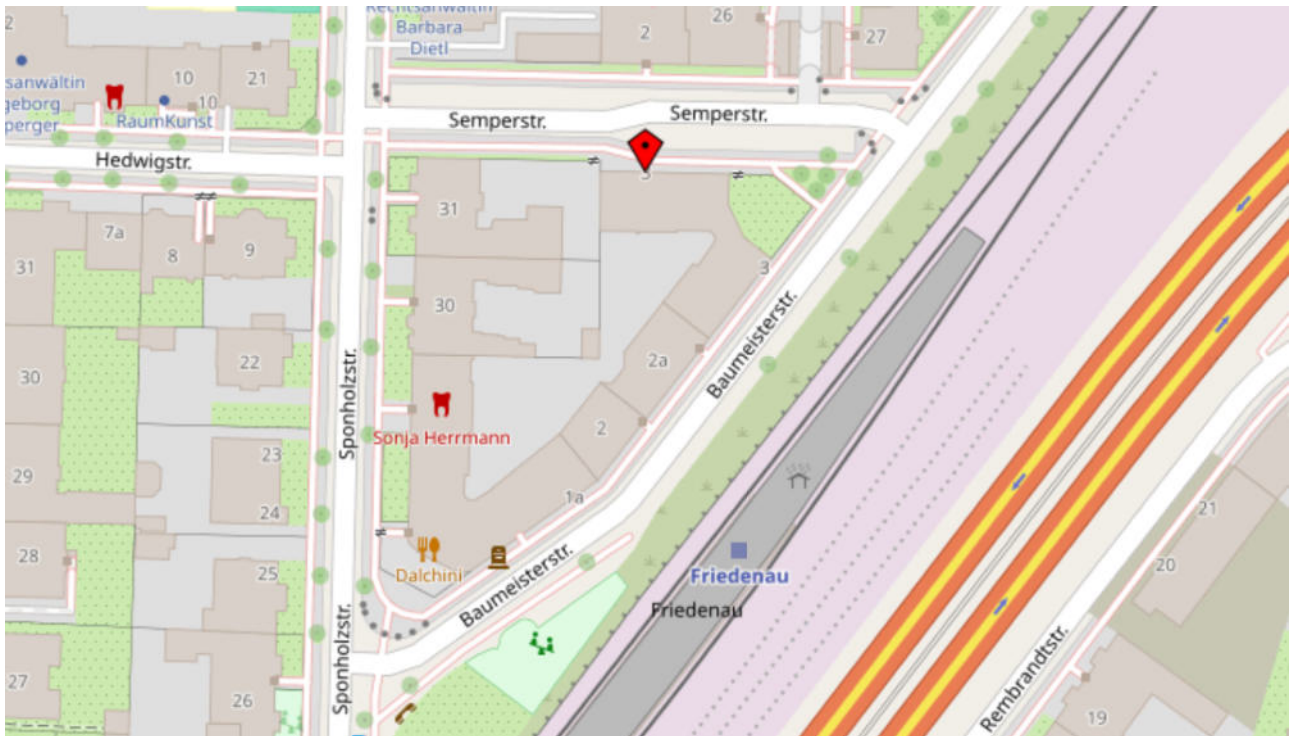 Rechtsanwältin
Barbara
Dietl
2
26
27
2
10
21
10
sanwältin
geborg
perger
RaumKunst
Semperstr.
Semperstr.
Hedwigstr.
7a
8
9
31
31
3
30
30
22
2a
Baumeisterstr.
Sponholzstr.
Sonja Herrmann
2
23
29
24
1a
21
28
25
Dalchini
Baumeisterstr.
Friedenau
Friedenau
20
Sponholzstr.
Rembrandtstr.
27
26
19